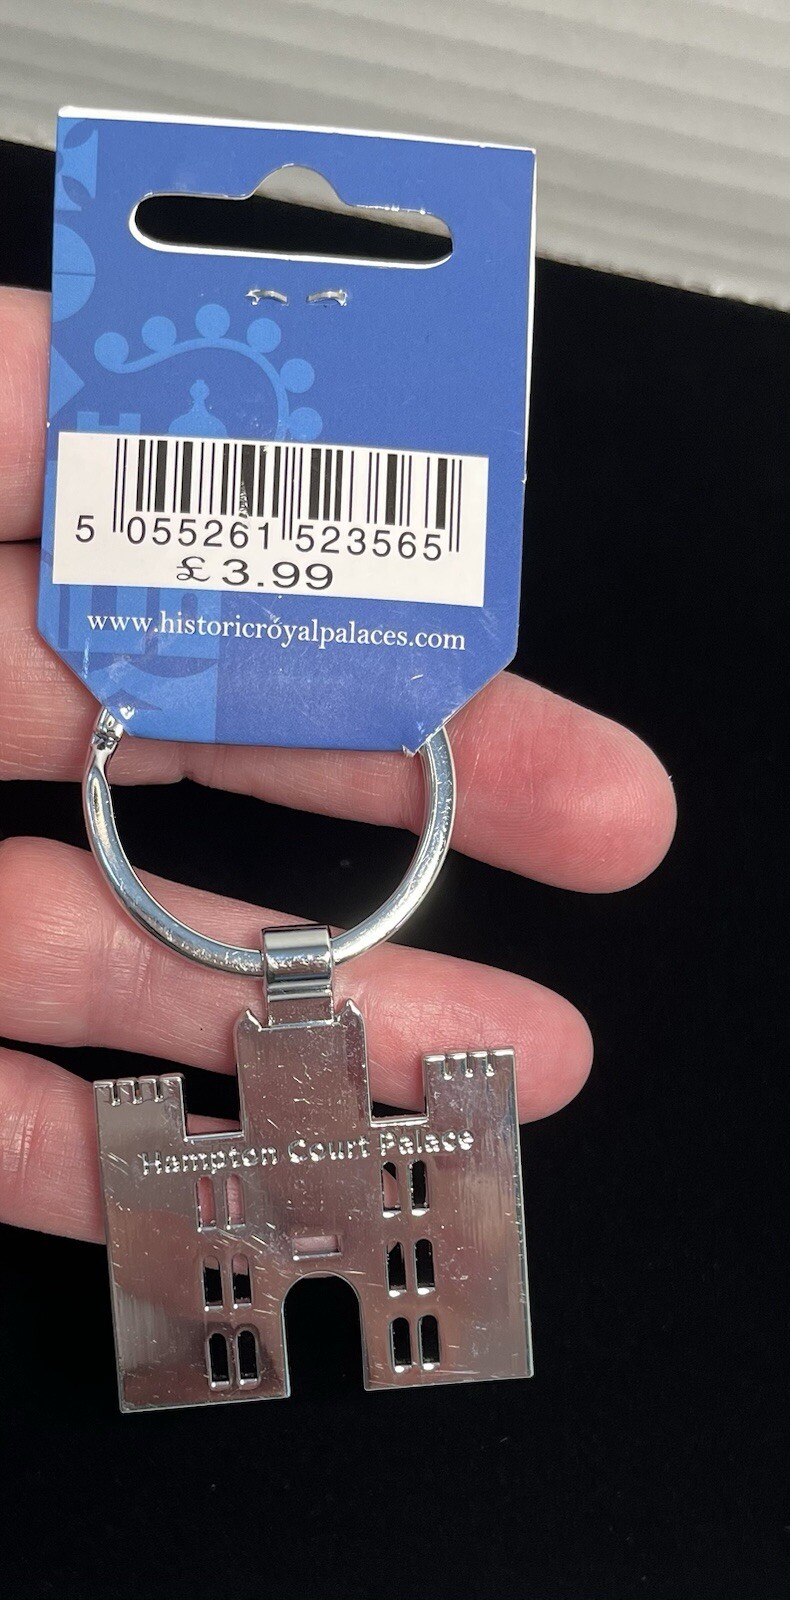 5 055261 523565
£3.99
www.historicroyalpalaces.com
Hampton Court Palace